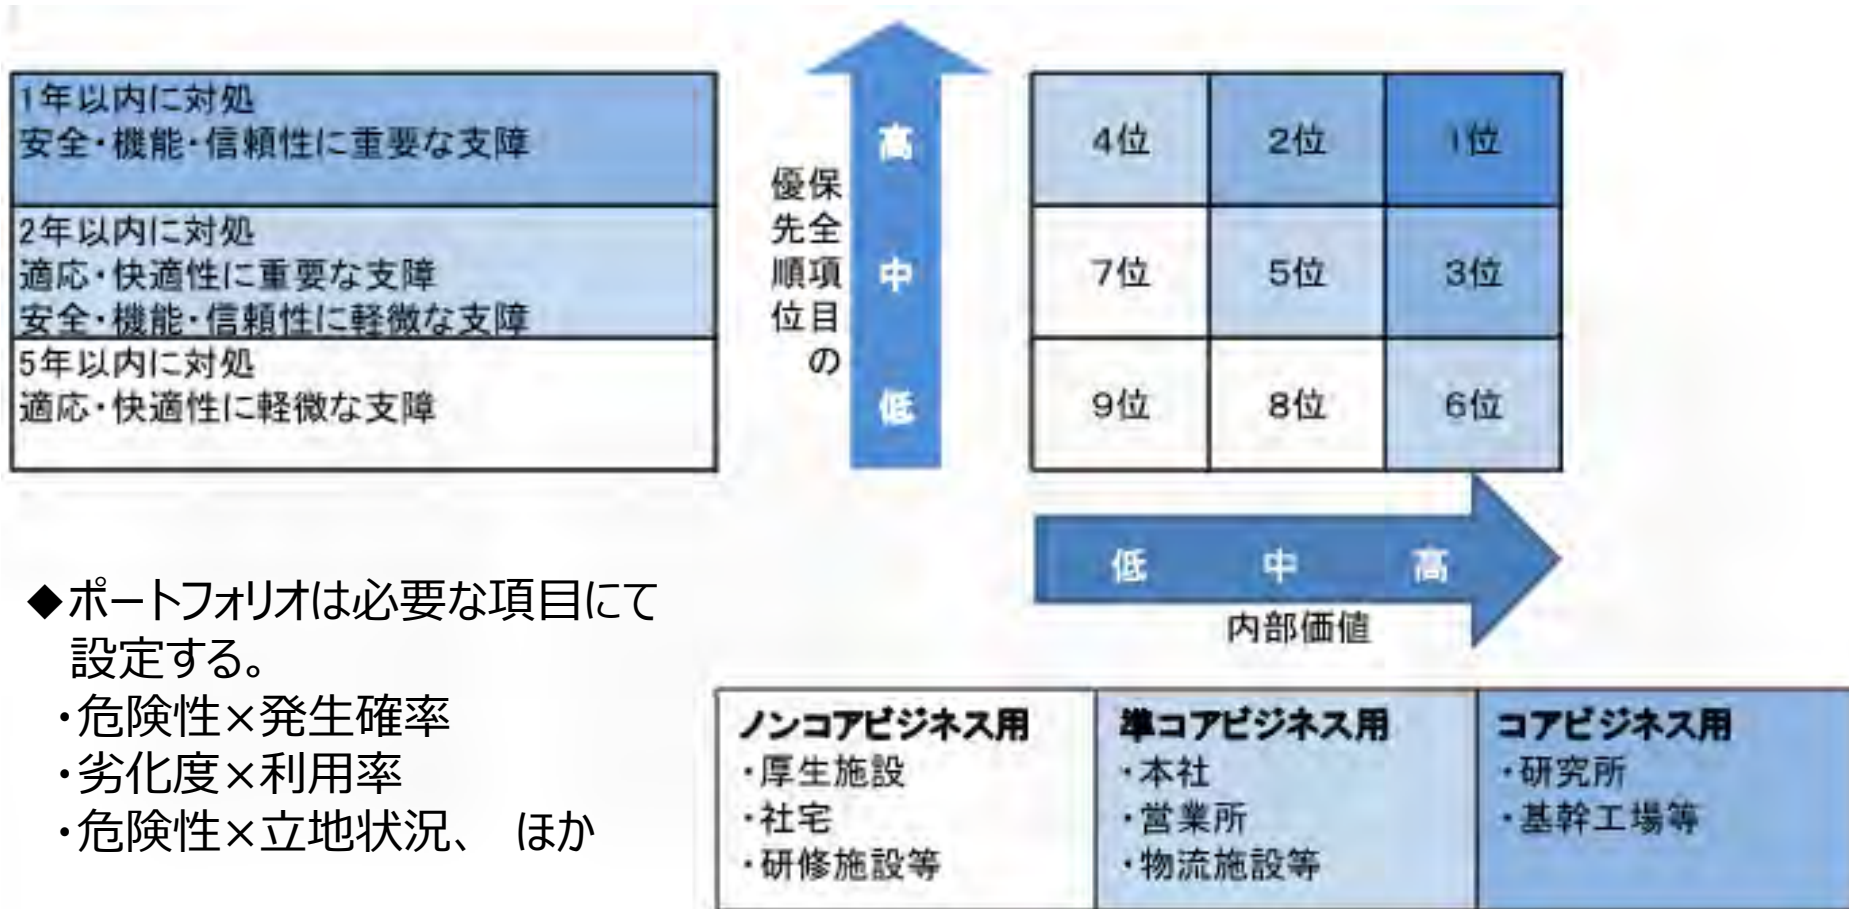 1年以内に対処
安全・機能・信頼性に重要な支障
2年以内に対処
適応・快適性に重要な支障
安全・機能・信頼性に軽微な支障
5年以内に対処
適応・快適性に軽微な支障
保全項目の
優先順位
高
中
低
4位 2位 1位
7位 5位 3位
9位 8位 6位
低 中 高
内部価値
◆ポートフォリオは必要な項目にて
設定する。
・危険性×発生確率
・劣化度×利用率
・危険性×立地状況、 ほか
ノンコアビジネス用
・厚生施設
・社宅
・研修施設等
準コアビジネス用
・本社
・営業所
・物流施設等
コアビジネス用
・研究所
・基幹工場等